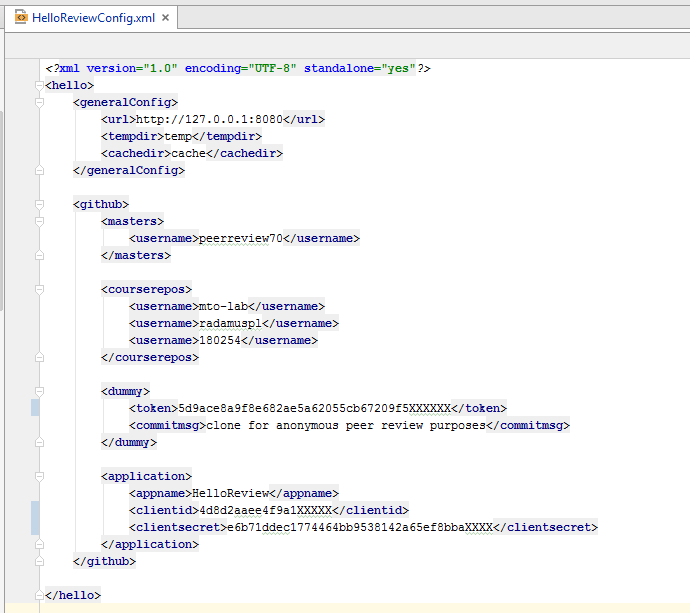 HelloReviewConfig.xml
<?xml version="1.0" encoding="UTF-8" standalone="yes"?>
<hello>
<generalConfig>
<url>http://127.0.0.1:8080</url>
<tempdir>temp</tempdir>
<cachedir>cache</cachedir>
</generalConfig>
<github>
<masters>
<username>peerreview70</username>
</masters>
<courserepos>
<username>mto-lab</username>
<username>radamuspl</username>
<username>180254</username>
</courserepos>
<dummy>
<token>5d9ace8a9f8e682ae5a62055cb67209f5XXXXXX</token>
<commitmsg>clone for anonymous peer review purposes</commitmsg>
</dummy>
<application>
<appname>HelloReview</appname>
<clientid>4d8d2aaee4f9a1XXXXX</clientid>
<clientsecret>e6b71ddec1774464bb9538142a65ef8bbaXXXX</clientsecret>
</application>
</github>
</hello>